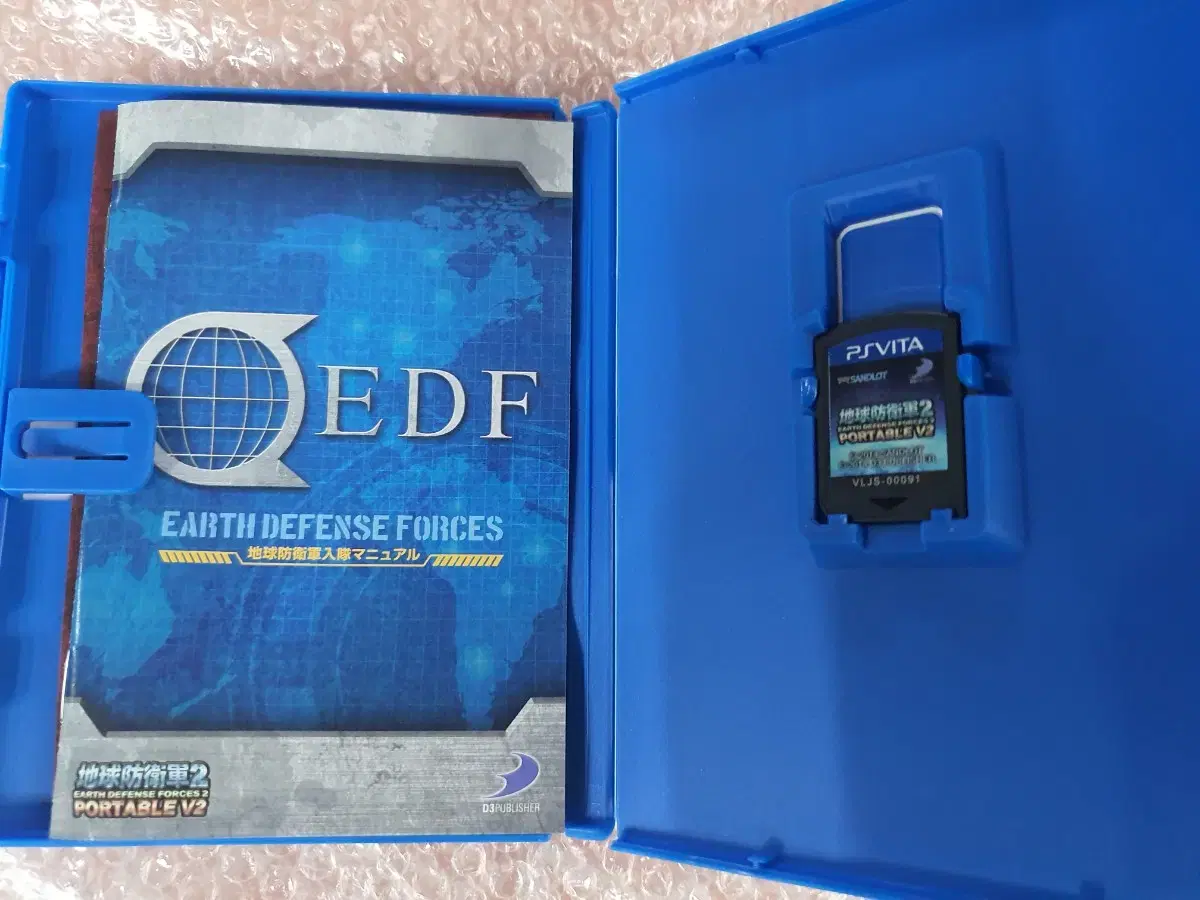 EDF
EARTH DEFENSE FORCES
地球防衛軍入隊マニュアル
地球防衛軍2
EARTH DEFENSE FORCES 2
PORTABLE V2
D3PUBLISHER
PSVITA
SANDLOT
地球防衛軍2
EARTH DEFENSE FORCES 2
PORTABLE V2
VLJS-00091